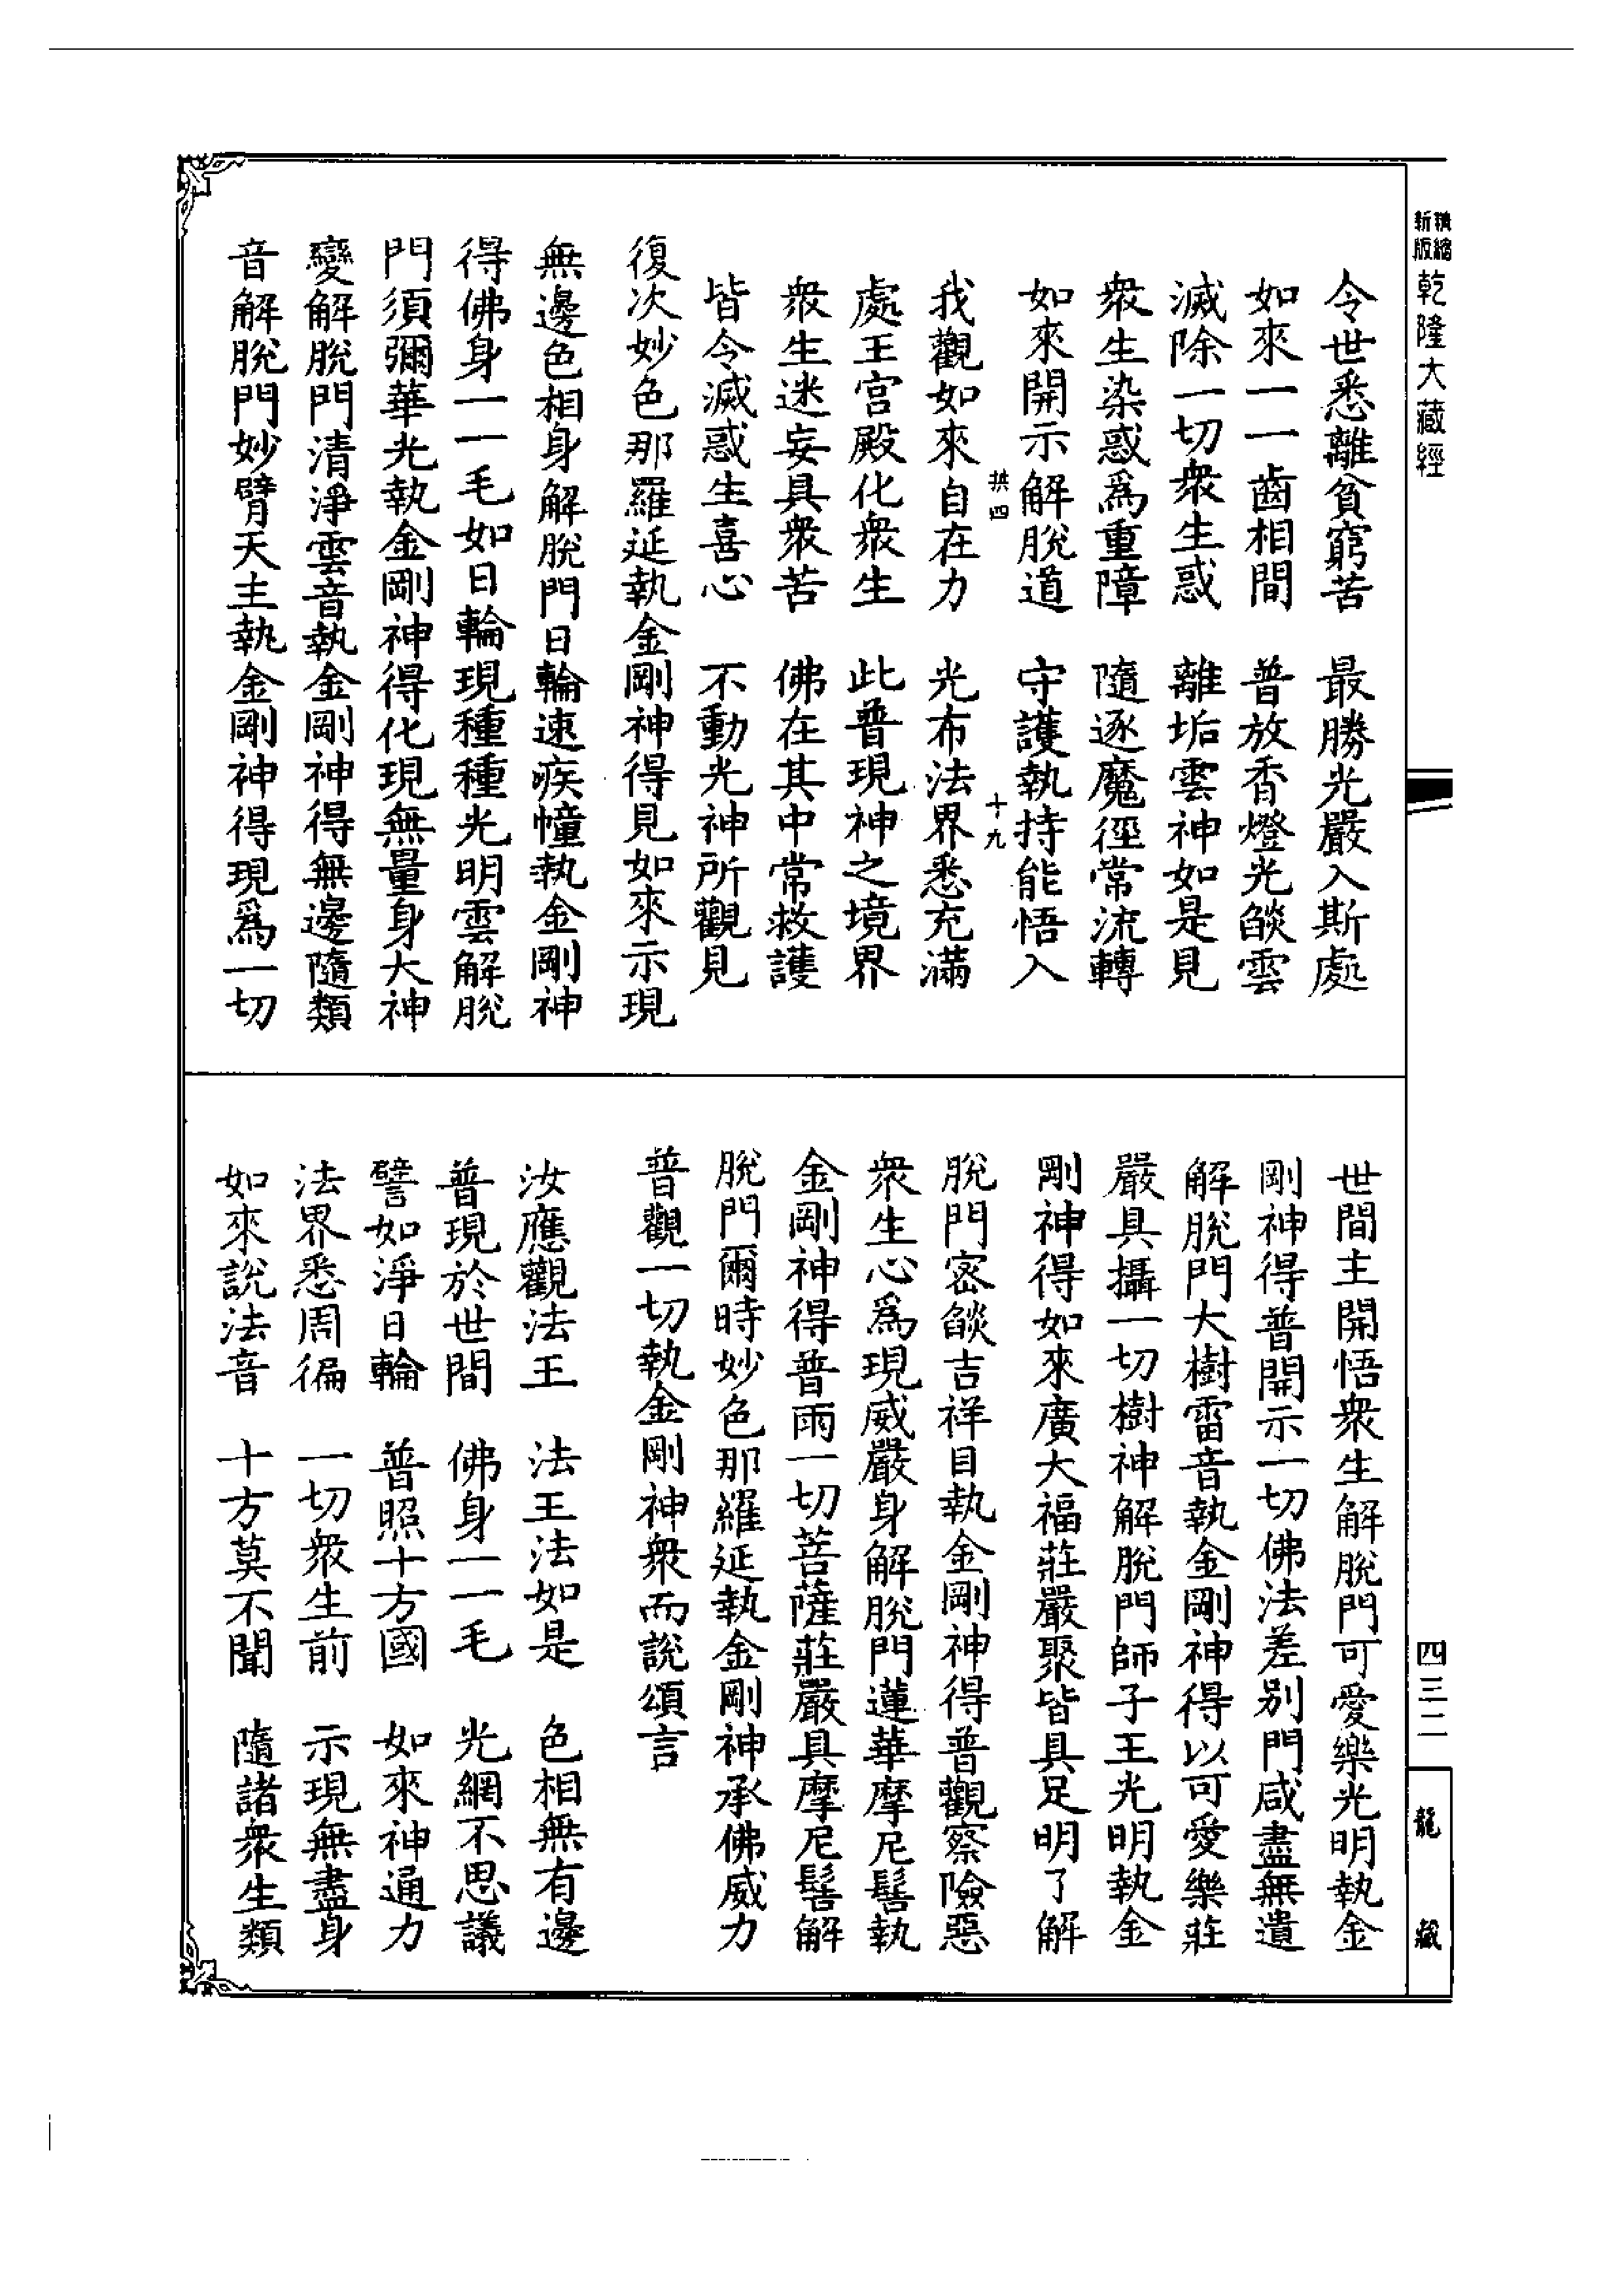 新版精縮乾隆大藏經
令世悉離貧窮苦　最勝光嚴入斯處
如來一一齒相間　普放香燈光燄雲
滅除一切衆生惑　離垢雲神如是見
衆生染惑爲重障　隨逐魔徑常流轉
如來開示解脫道　守護執持能悟入
拱四　十九
我觀如來自在力　光布法界悉充滿
處王宮殿化衆生　此普現神之境界
衆生迷妄具衆苦　佛在其中常救護
皆令滅惑生喜心　不動光神所觀見
復次妙色那羅延執金剛神得見如來示現
無邊色相身解脫門日輪速疾幢執金剛神
得佛身一一毛如日輪現種種光明雲解脫
門須彌華光執金剛神得化現無量身大神
變解脫門清淨雲音執金剛神得無邊隨類
音解脫門妙臂天主執金剛神得現爲一切
世間主開悟衆生解脫門可愛樂光明執金
剛神得普開示一切佛法差别門咸盡無遺
解脫門大樹雷音執金剛神得以可愛樂莊
嚴具攝一切樹神解脫門師子王光明執金
剛神得如來廣大福莊嚴聚皆具足明了解
脫門密燄吉祥目執金剛神得普觀察險惡
衆生心爲現威嚴身解脫門蓮華摩尼髻執
金剛神得普雨一切菩薩莊嚴具摩尼髻解
脫門爾時妙色那羅延執金剛神承佛威力
普觀一切執金剛神衆而說頌言
汝應觀法王　法王法如是　色相無有邊
普現於世間　佛身一一毛　光網不思議
譬如淨日輪　普照十方國　如來神通力
法界悉周徧　一切衆生前　示現無盡身
如來說法音　十方莫不聞　隨諸衆生類
四三二
龍藏